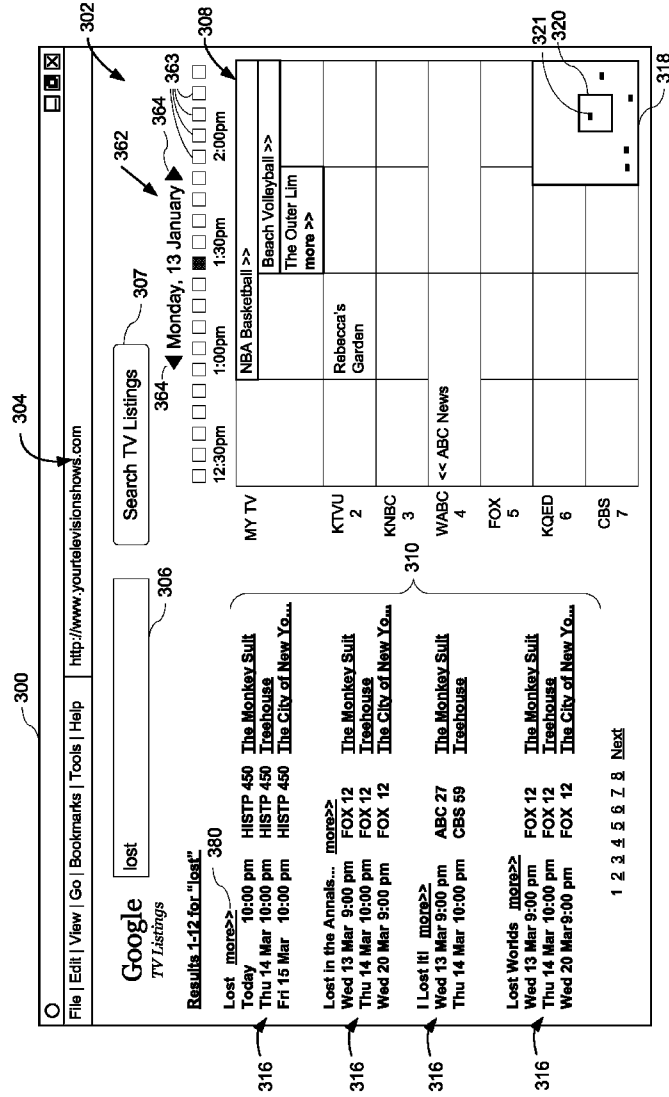 300
304
302
File | Edit | View | Go | Bookmarks | Tools | Help
http://www.yourtelevisionshows.com
Google
TV Listings
lost
306
Search TV Listings
307
362
364
Monday, 13 January
364
363
12:30pm
1:00pm
1:30pm
2:00pm
308
Results 1-12 for "lost"
Lost more>>
380
Today 10:00 pm HISTP 450 The Monkey Suit
Thu 14 Mar 10:00 pm HISTP 450 Treehouse
Fri 15 Mar 10:00 pm HISTP 450 The City of New Yo...
316
Lost in the Annals... more>>
Wed 13 Mar 9:00 pm FOX 12 The Monkey Suit
Thu 14 Mar 10:00 pm FOX 12 Treehouse
Wed 20 Mar 9:00 pm FOX 12 The City of New Yo...
316
I Lost It! more>>
Wed 13 Mar 9:00 pm ABC 27 The Monkey Suit
Thu 14 Mar 10:00 pm CBS 59 Treehouse
316
Lost Worlds more>>
Wed 13 Mar 9:00 pm FOX 12 The Monkey Suit
Thu 14 Mar 10:00 pm FOX 12 Treehouse
Wed 20 Mar 9:00 pm FOX 12 The City of New Yo...
316
1 2 3 4 5 6 7 8 Next
310
MY TV
NBA Basketball >>
Beach Volleyball >>
The Outer Lim
more >>
KTVU
2
Rebecca's
Garden
KNBC
3
WABC
4
<< ABC News
FOX
5
KQED
6
CBS
7
321
320
318